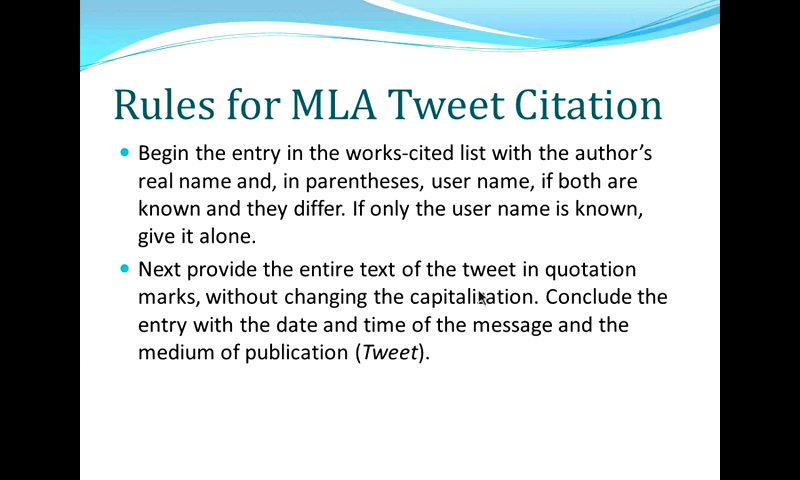 Rules for MLA Tweet Citation
Begin the entry in the works-cited list with the author's
real name and, in parentheses, user name, if both are
known and they differ. If only the user name is known,
give it alone.
Next provide the entire text of the tweet in quotation
marks, without changing the capitalization. Conclude the
entry with the date and time of the message and the
medium of publication (Tweet).